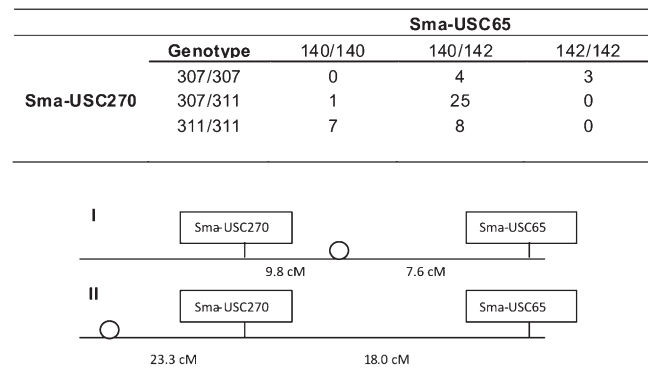 Sma-USC65
Genotype 140/140 140/142 142/142
307/307 0 4 3
Sma-USC270 307/311 1 25 0
311/311 7 8 0
I
Sma-USC270 Sma-USC65
9.8 cM 7.6 cM
II
Sma-USC270 Sma-USC65
23.3 cM 18.0 cM